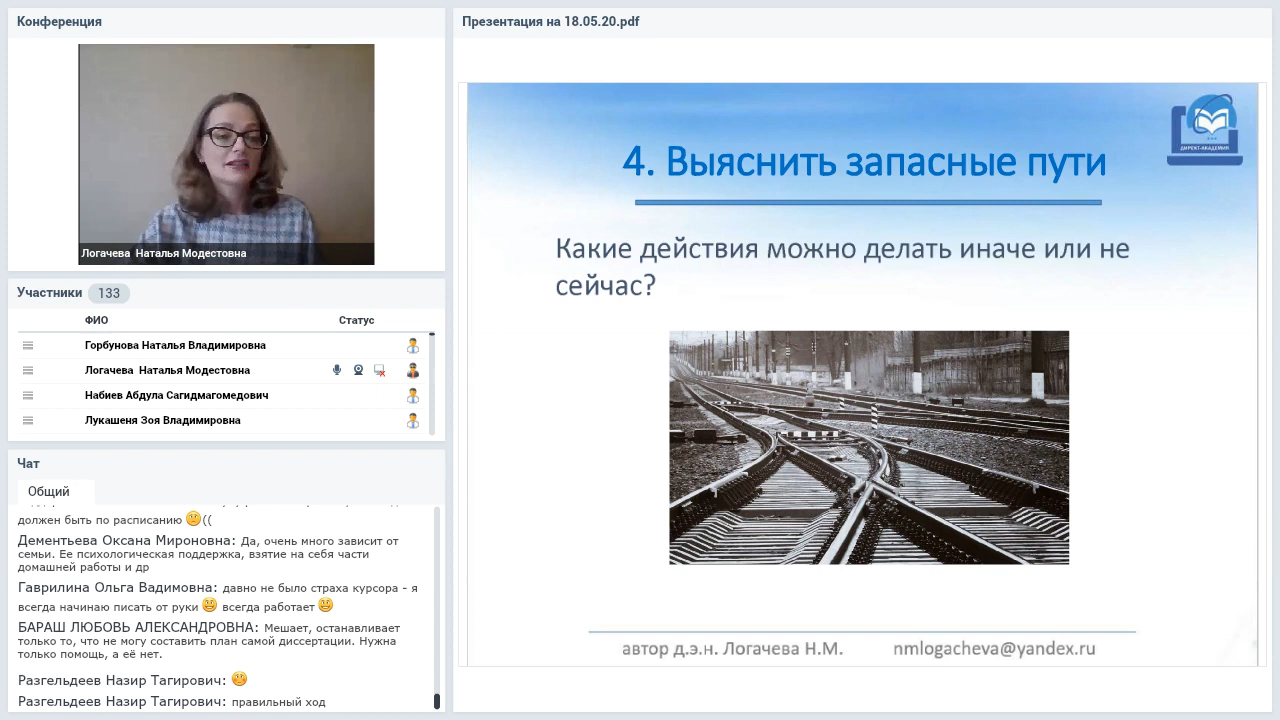 Конференция
Логачева Наталья Модестовна
Участники 133
ФИО Статус
Горбунова Наталья Владимировна
Логачева Наталья Модестовна
Набиев Абдула Сагидмагомедович
Лукашеня Зоя Владимировна
Чат
Общий
должен быть по расписанию ((
Дементьева Оксана Мироновна: Да, очень много зависит от
семьи. Ее психологическая поддержка, взятие на себя части
домашней работы и др
Гаврилина Ольга Вадимовна: давно не было страха курсора - я
всегда начинаю писать от руки всегда работает
БАРАШ ЛЮБОВЬ АЛЕКСАНДРОВНА: Мешает, останавливает
только то, что не могу составить план самой диссертации. Нужна
только помощь, а её нет.
Разгельдеев Назир Тагирович:
Разгельдеев Назир Тагирович: правильный ход
Презентация на 18.05.20.pdf
ДИРЕКТ-АКАДЕМИЯ
4. Выяснить запасные пути
Какие действия можно делать иначе или не
сейчас?
автор д.э.н. Логачева Н.М. nmlogacheva@yandex.ru